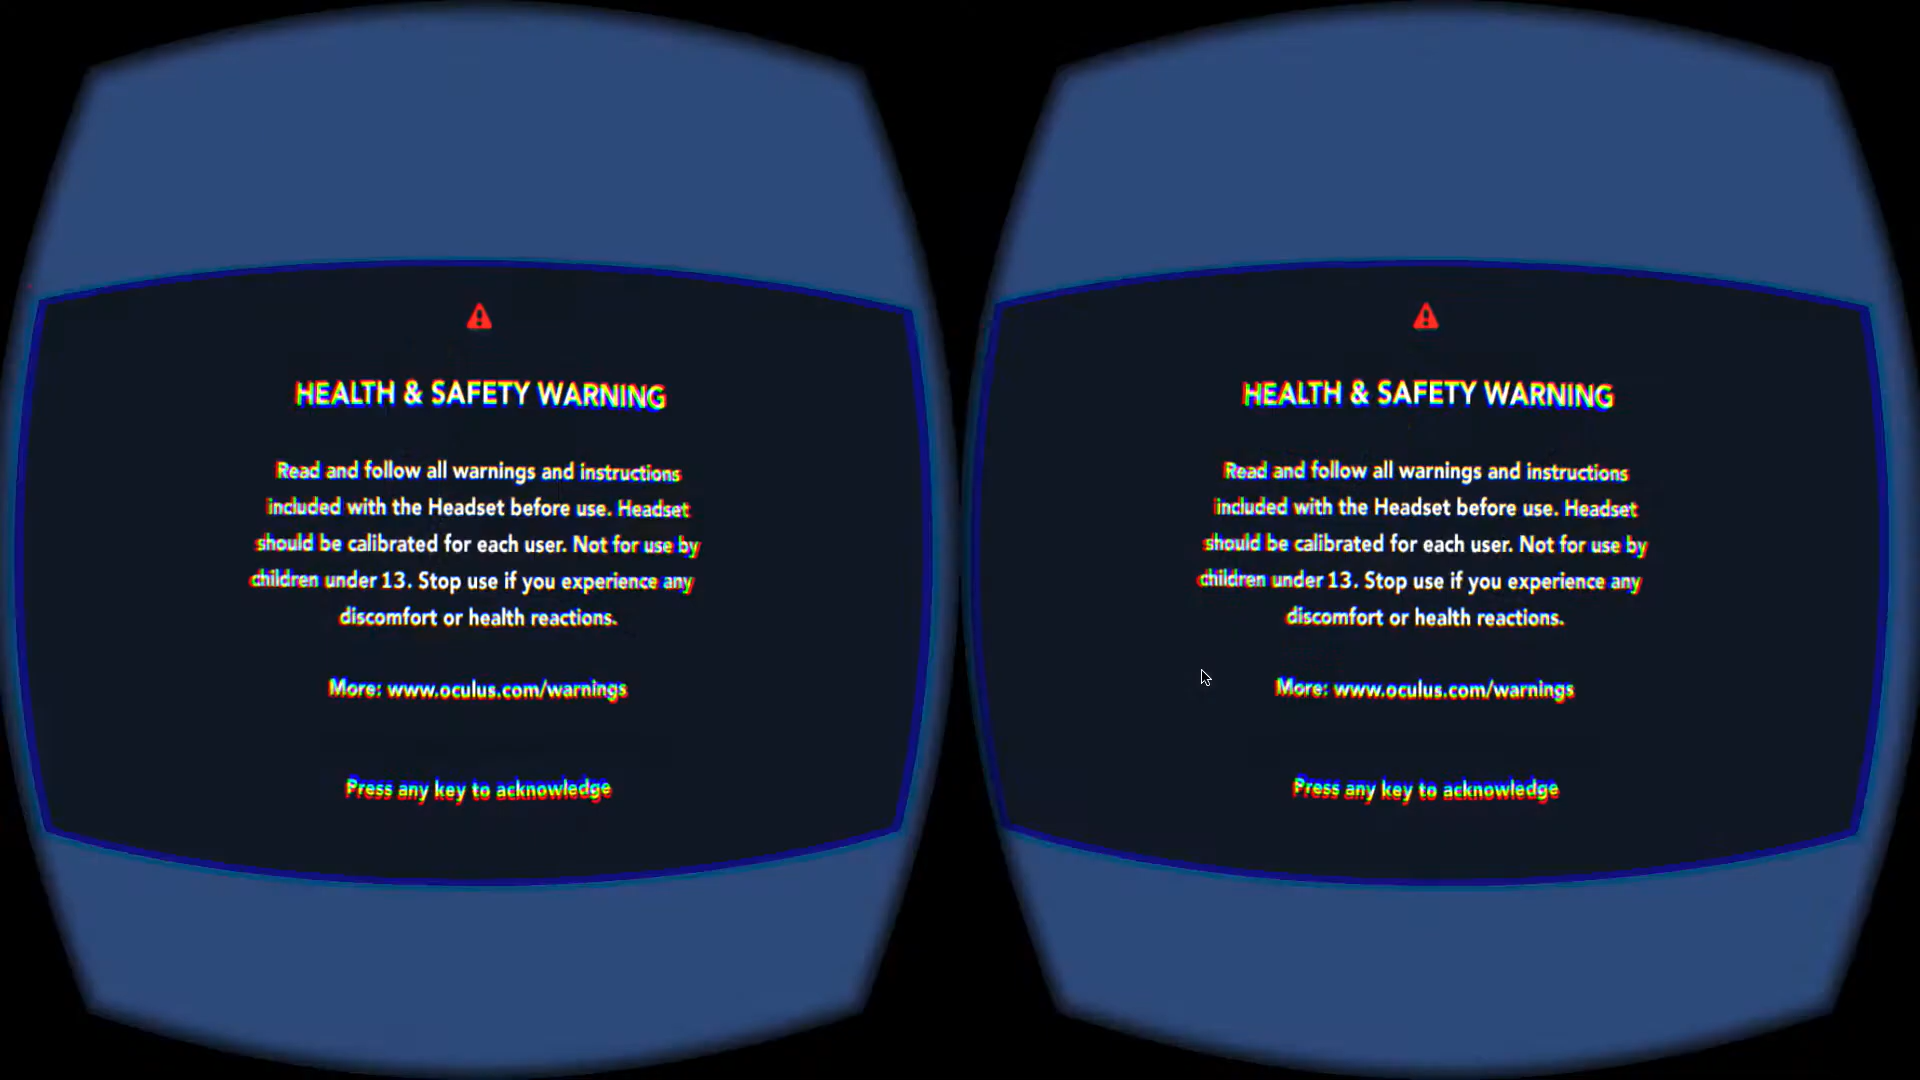 HEALTH & SAFETY WARNING
Read and follow all warnings and instructions
included with the Headset before use. Headset
should be calibrated for each user. Not for use by
children under 13. Stop use if you experience any
discomfort or health reactions.
More: www.oculus.com/warnings
Press any key to acknowledge
HEALTH & SAFETY WARNING
Read and follow all warnings and instructions
included with the Headset before use. Headset
should be calibrated for each user. Not for use by
children under 13. Stop use if you experience any
discomfort or health reactions.
More: www.oculus.com/warnings
Press any key to acknowledge